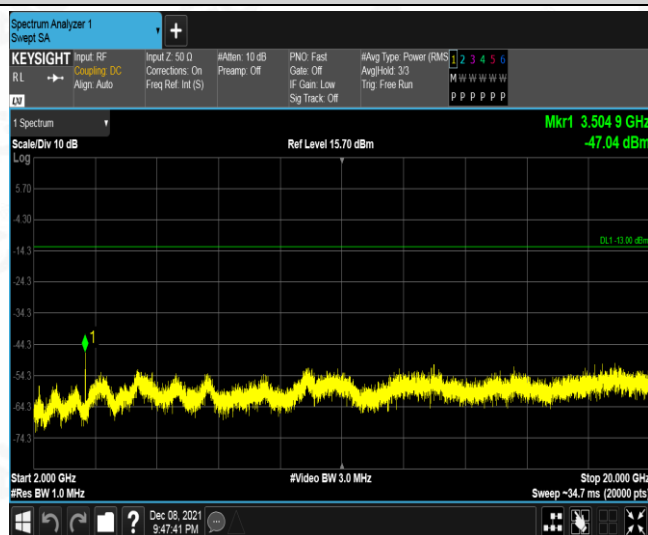 Spectrum Analyzer 1
Swept SA
KEYSIGHT
RL
Input: RF
Coupling: DC
Align: Auto
Input Z: 50 Ω
Corrections: On
Freq Ref: Int (S)
#Atten: 10 dB
Preamp: Off
PNO: Fast
Gate: Off
IF Gain: Low
Sig Track: Off
#Avg Type: Power (RMS
Avg|Hold: 3/3
Trig: Free Run
1 2 3 4 5 6
M W W W W W
P P P P P P
LXI
1 Spectrum
Mkr1 3.504 9 GHz
-47.04 dBm
Scale/Div 10 dB
Ref Level 15.70 dBm
Log
5.70
-4.30
DL1 -13.00 dBm
-14.3
-24.3
-34.3
1
-44.3
-54.3
-64.3
-74.3
Start 2.000 GHz
#Video BW 3.0 MHz
Stop 20.000 GHz
#Res BW 1.0 MHz
Sweep ~34.7 ms (20000 pts)
?
Dec 08, 2021
9:47:41 PM